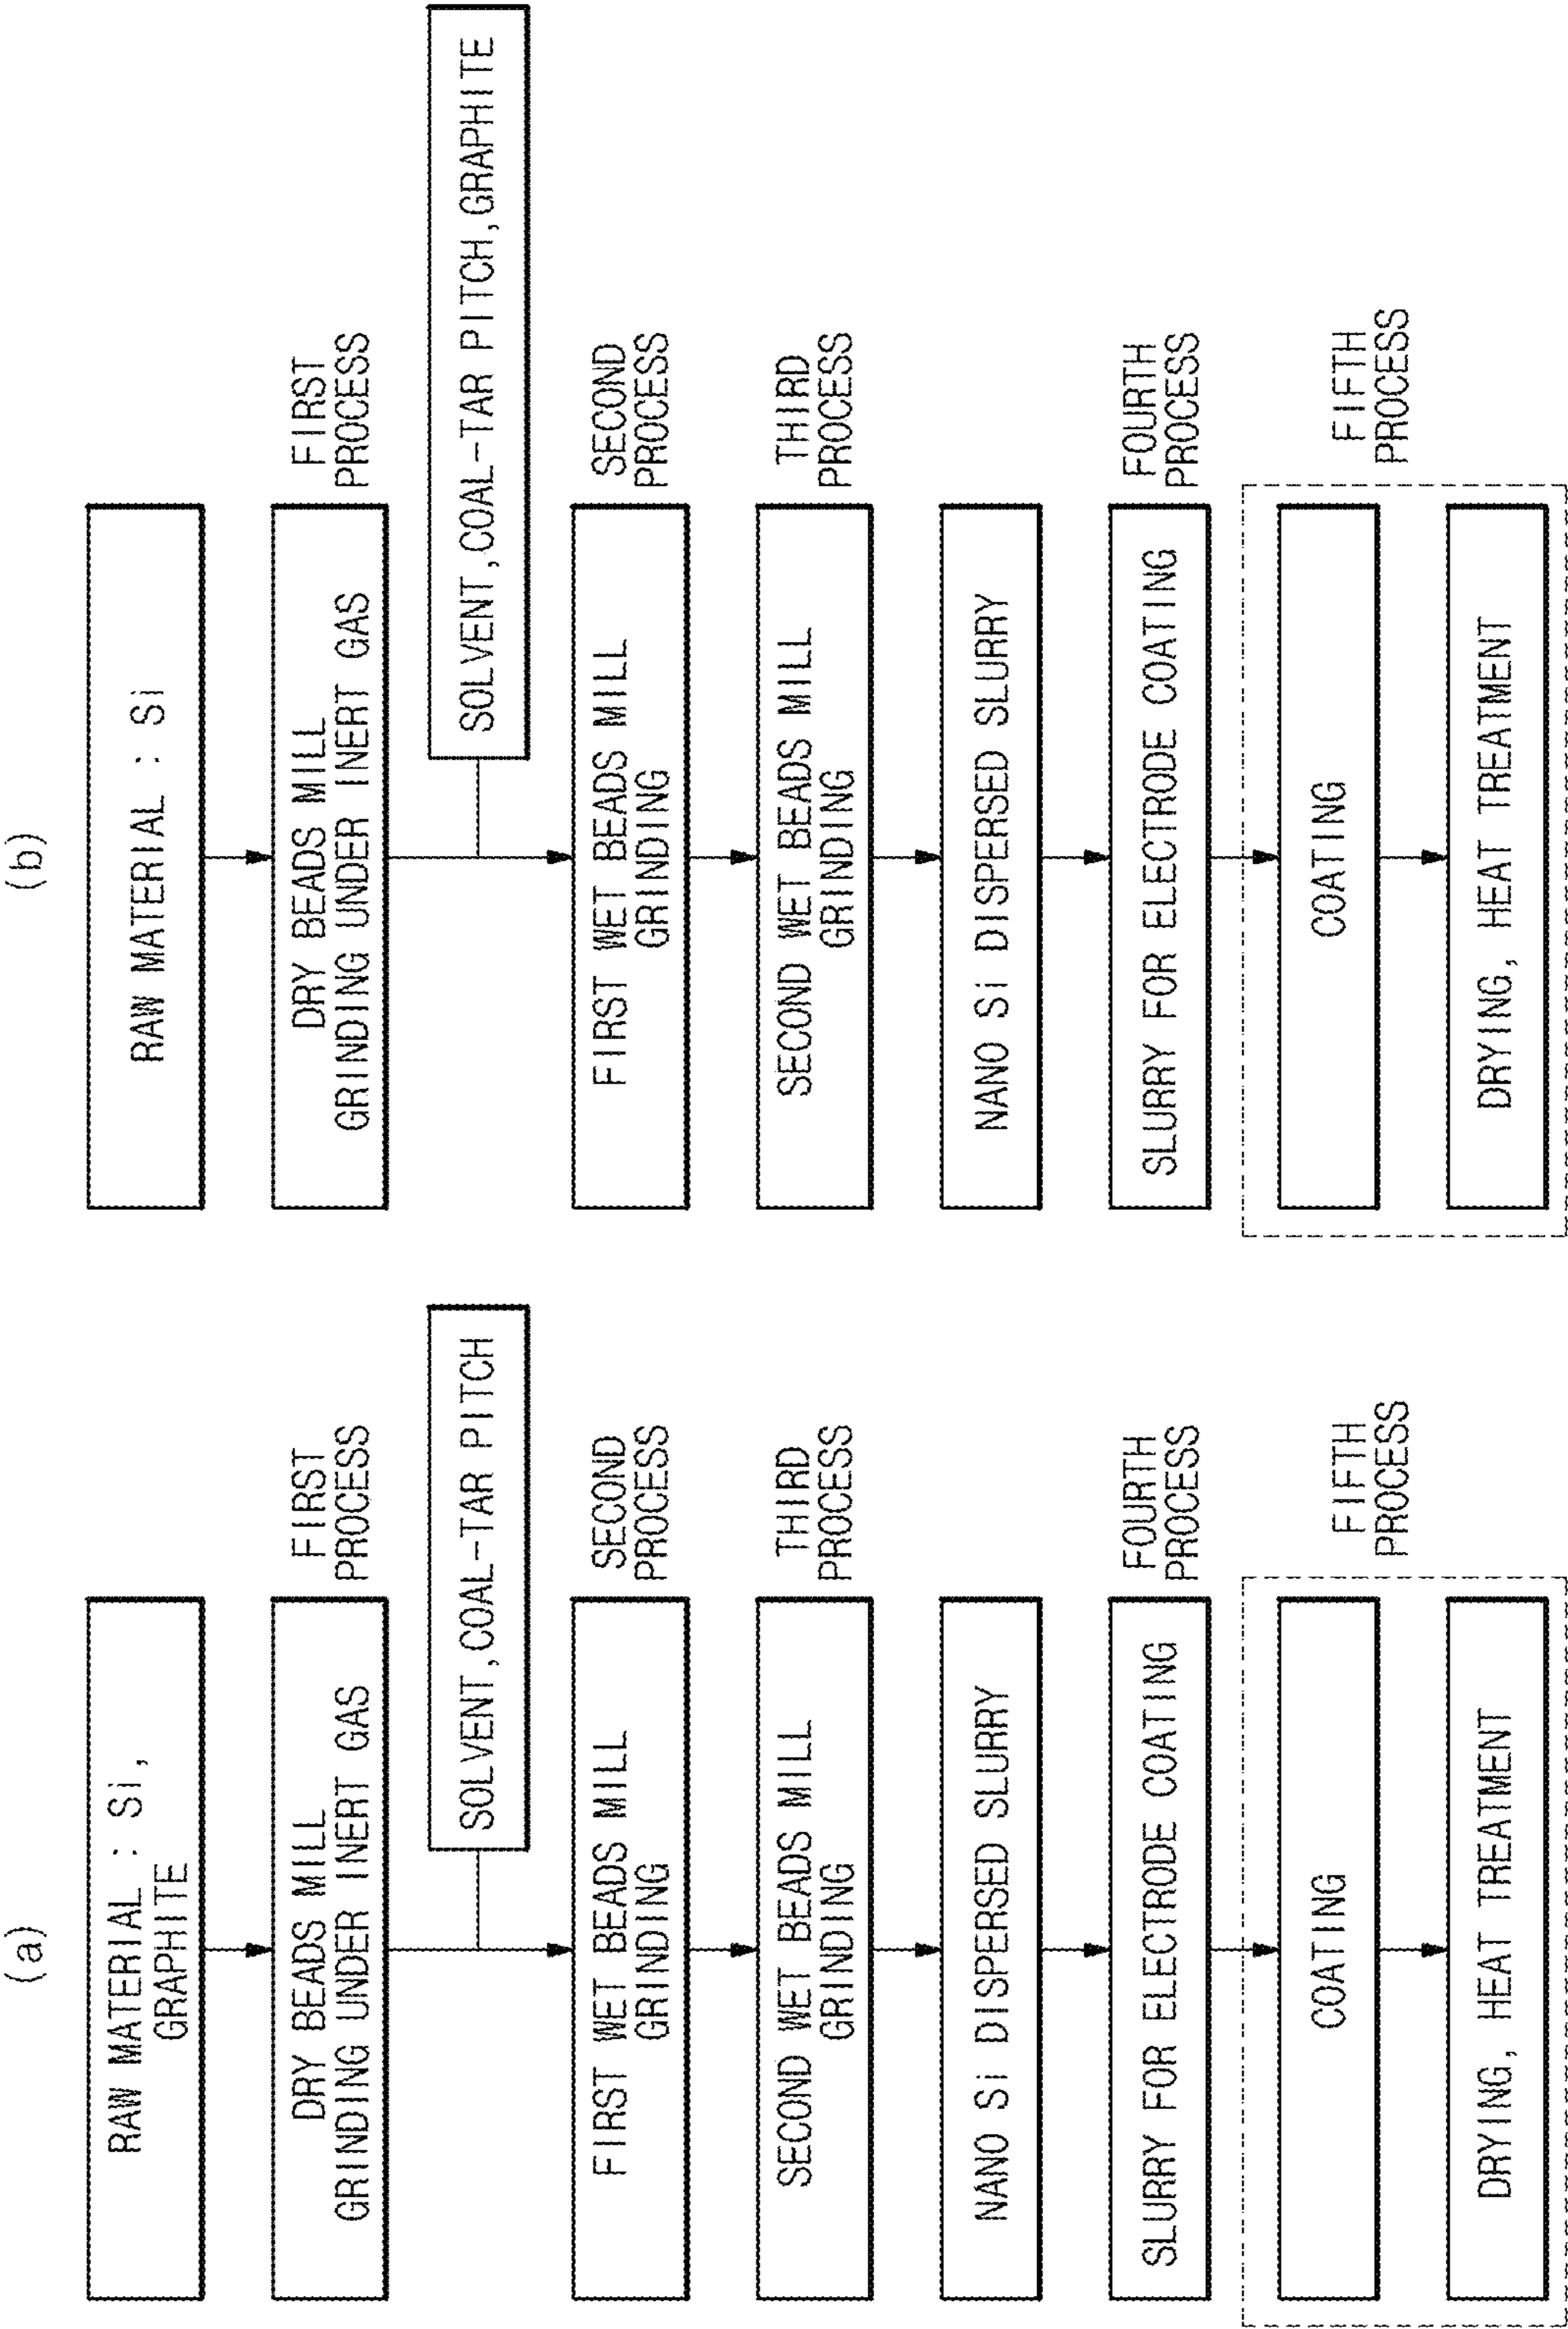 (a)
RAW MATERIAL : Si,
GRAPHITE
DRY BEADS MILL
GRINDING UNDER INERT GAS
FIRST
PROCESS
SOLVENT,COAL-TAR PITCH
FIRST WET BEADS MILL
GRINDING
SECOND
PROCESS
SECOND WET BEADS MILL
GRINDING
THIRD
PROCESS
NANO Si DISPERSED SLURRY
SLURRY FOR ELECTRODE COATING
FOURTH
PROCESS
COATING
FIFTH
PROCESS
DRYING, HEAT TREATMENT
(b)
RAW MATERIAL : Si
DRY BEADS MILL
GRINDING UNDER INERT GAS
FIRST
PROCESS
SOLVENT,COAL-TAR PITCH,GRAPHITE
FIRST WET BEADS MILL
GRINDING
SECOND
PROCESS
SECOND WET BEADS MILL
GRINDING
THIRD
PROCESS
NANO Si DISPERSED SLURRY
SLURRY FOR ELECTRODE COATING
FOURTH
PROCESS
COATING
FIFTH
PROCESS
DRYING, HEAT TREATMENT